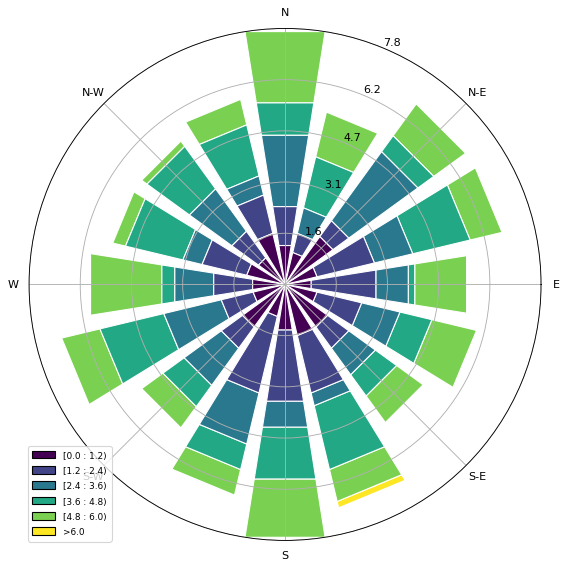 N
7.8
N-W
N-E
6.2
4.7
3.1
1.6
W
E
[0.0 : 1.2)
[1.2 : 2.4)
[2.4 : 3.6)
[3.6 : 4.8)
[4.8 : 6.0)
>6.0
S-W
S-E
S